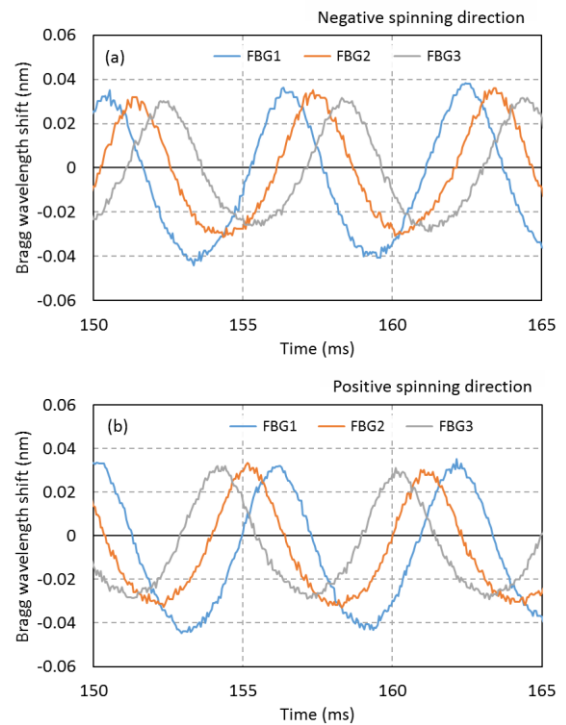 Negative spinning direction
(a) FBG1 FBG2 FBG3
Bragg wavelength shift (nm)
0.06
0.04
0.02
0
-0.02
-0.04
-0.06
150 155 160 165
Time (ms)
Positive spinning direction
(b) FBG1 FBG2 FBG3
Bragg wavelength shift (nm)
0.06
0.04
0.02
0
-0.02
-0.04
-0.06
150 155 160 165
Time (ms)